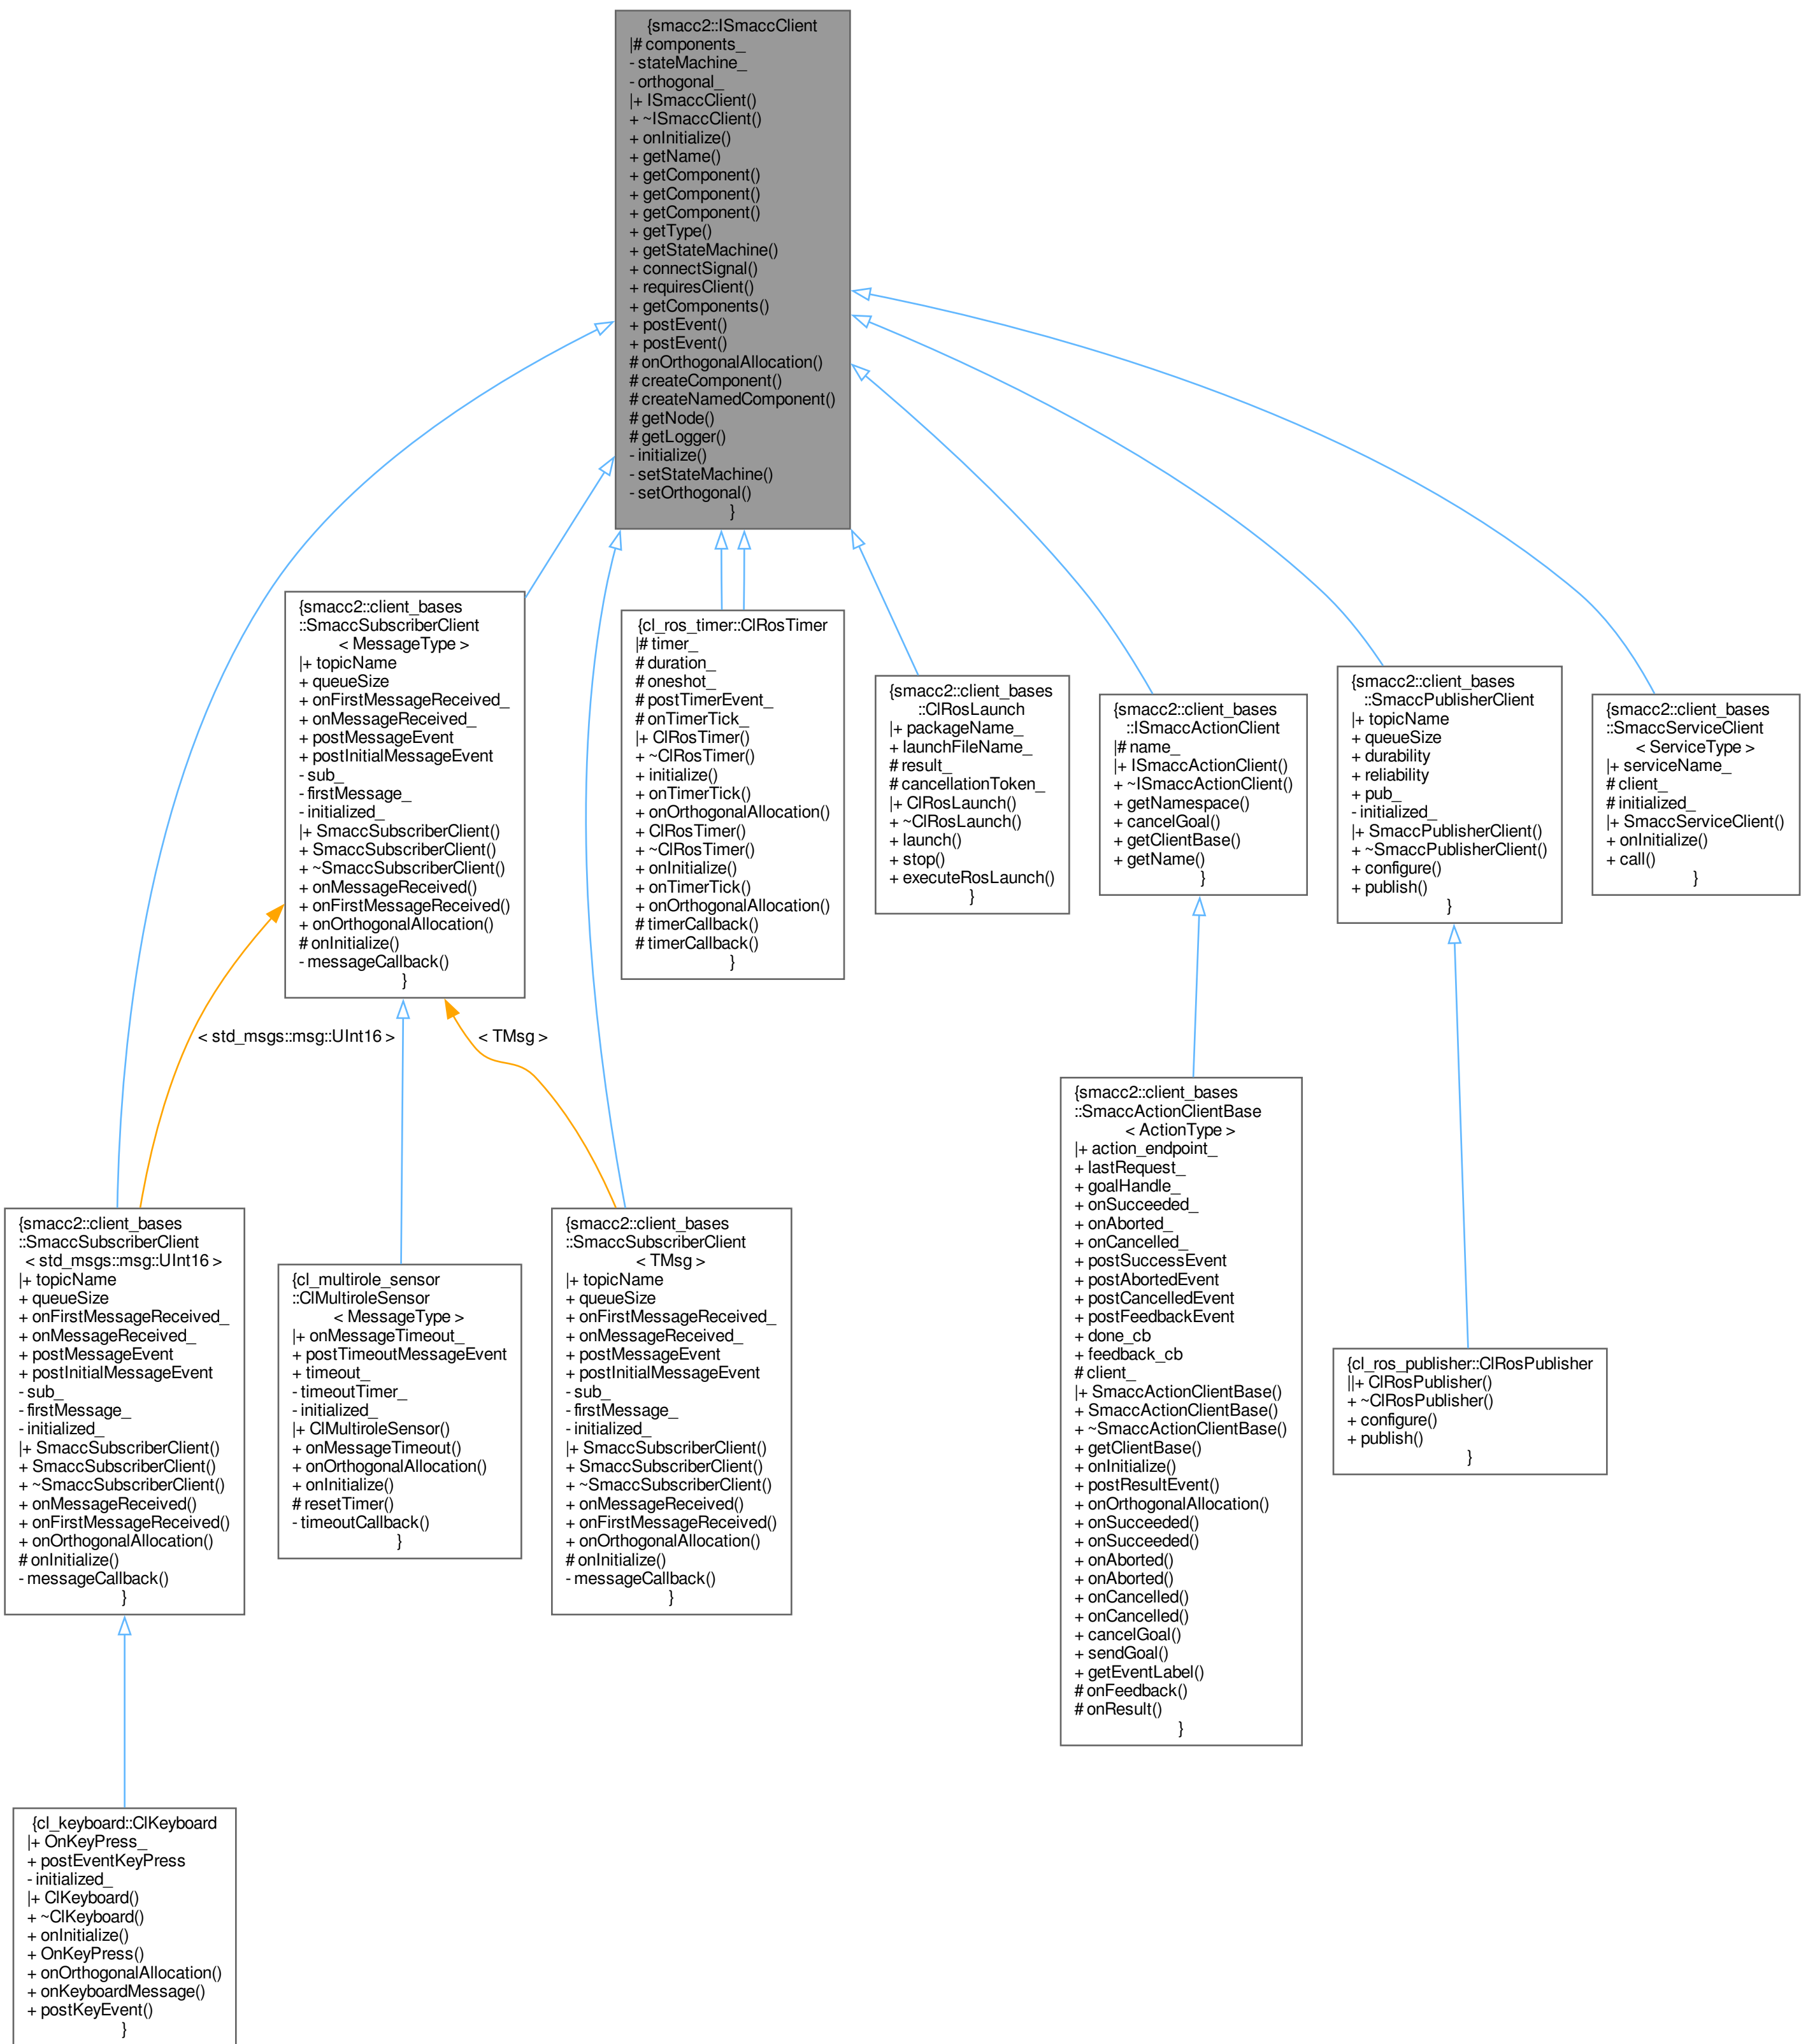 {smacc2::ISmaccClient
|# components_
- stateMachine_
- orthogonal_
|+ ISmaccClient()
+ ~ISmaccClient()
+ onInitialize()
+ getName()
+ getComponent()
+ getComponent()
+ getComponent()
+ getType()
+ getStateMachine()
+ connectSignal()
+ requiresClient()
+ getComponents()
+ postEvent()
+ postEvent()
# onOrthogonalAllocation()
# createComponent()
# createNamedComponent()
# getNode()
# getLogger()
- initialize()
- setStateMachine()
- setOrthogonal()
}
{smacc2::client_bases
::SmaccSubscriberClient
< MessageType >
|+ topicName
+ queueSize
+ onFirstMessageReceived_
+ onMessageReceived_
+ postMessageEvent
+ postInitialMessageEvent
- sub_
- firstMessage_
- initialized_
|+ SmaccSubscriberClient()
+ SmaccSubscriberClient()
+ ~SmaccSubscriberClient()
+ onMessageReceived()
+ onFirstMessageReceived()
+ onOrthogonalAllocation()
# onInitialize()
- messageCallback()
}
{cl_ros_timer::ClRosTimer
|# timer_
# duration_
# oneshot_
# postTimerEvent_
# onTimerTick_
|+ ClRosTimer()
+ ~ClRosTimer()
+ initialize()
+ onTimerTick()
+ onOrthogonalAllocation()
+ ClRosTimer()
+ ~ClRosTimer()
+ onInitialize()
+ onTimerTick()
+ onOrthogonalAllocation()
# timerCallback()
# timerCallback()
}
{smacc2::client_bases
::ClRosLaunch
|+ packageName_
+ launchFileName_
# result_
# cancellationToken_
|+ ClRosLaunch()
+ ~ClRosLaunch()
+ launch()
+ stop()
+ executeRosLaunch()
}
{smacc2::client_bases
::ISmaccActionClient
|# name_
|+ ISmaccActionClient()
+ ~ISmaccActionClient()
+ getNamespace()
+ cancelGoal()
+ getClientBase()
+ getName()
}
{smacc2::client_bases
::SmaccPublisherClient
|+ topicName
+ queueSize
+ durability
+ reliability
+ pub_
- initialized_
|+ SmaccPublisherClient()
+ ~SmaccPublisherClient()
+ configure()
+ publish()
}
{smacc2::client_bases
::SmaccServiceClient
< ServiceType >
|+ serviceName_
# client_
# initialized_
|+ SmaccServiceClient()
+ onInitialize()
+ call()
}
< std_msgs::msg::UInt16 >
< TMsg >
{smacc2::client_bases
::SmaccSubscriberClient
< std_msgs::msg::UInt16 >
|+ topicName
+ queueSize
+ onFirstMessageReceived_
+ onMessageReceived_
+ postMessageEvent
+ postInitialMessageEvent
- sub_
- firstMessage_
- initialized_
|+ SmaccSubscriberClient()
+ SmaccSubscriberClient()
+ ~SmaccSubscriberClient()
+ onMessageReceived()
+ onFirstMessageReceived()
+ onOrthogonalAllocation()
# onInitialize()
- messageCallback()
}
{cl_multirole_sensor
::ClMultiroleSensor
< MessageType >
|+ onMessageTimeout_
+ postTimeoutMessageEvent
+ timeout_
- timeoutTimer_
- initialized_
|+ ClMultiroleSensor()
+ onMessageTimeout()
+ onOrthogonalAllocation()
+ onInitialize()
# resetTimer()
- timeoutCallback()
}
{smacc2::client_bases
::SmaccSubscriberClient
< TMsg >
|+ topicName
+ queueSize
+ onFirstMessageReceived_
+ onMessageReceived_
+ postMessageEvent
+ postInitialMessageEvent
- sub_
- firstMessage_
- initialized_
|+ SmaccSubscriberClient()
+ SmaccSubscriberClient()
+ ~SmaccSubscriberClient()
+ onMessageReceived()
+ onFirstMessageReceived()
+ onOrthogonalAllocation()
# onInitialize()
- messageCallback()
}
{smacc2::client_bases
::SmaccActionClientBase
< ActionType >
|+ action_endpoint_
+ lastRequest_
+ goalHandle_
+ onSucceeded_
+ onAborted_
+ onCancelled_
+ postSuccessEvent
+ postAbortedEvent
+ postCancelledEvent
+ postFeedbackEvent
+ done_cb
+ feedback_cb
# client_
|+ SmaccActionClientBase()
+ SmaccActionClientBase()
+ ~SmaccActionClientBase()
+ getClientBase()
+ onInitialize()
+ postResultEvent()
+ onOrthogonalAllocation()
+ onSucceeded()
+ onSucceeded()
+ onAborted()
+ onAborted()
+ onCancelled()
+ onCancelled()
+ cancelGoal()
+ sendGoal()
+ getEventLabel()
# onFeedback()
# onResult()
}
{cl_ros_publisher::ClRosPublisher
||+ ClRosPublisher()
+ ~ClRosPublisher()
+ configure()
+ publish()
}
{cl_keyboard::ClKeyboard
|+ OnKeyPress_
+ postEventKeyPress
- initialized_
|+ ClKeyboard()
+ ~ClKeyboard()
+ onInitialize()
+ OnKeyPress()
+ onOrthogonalAllocation()
+ onKeyboardMessage()
+ postKeyEvent()
}